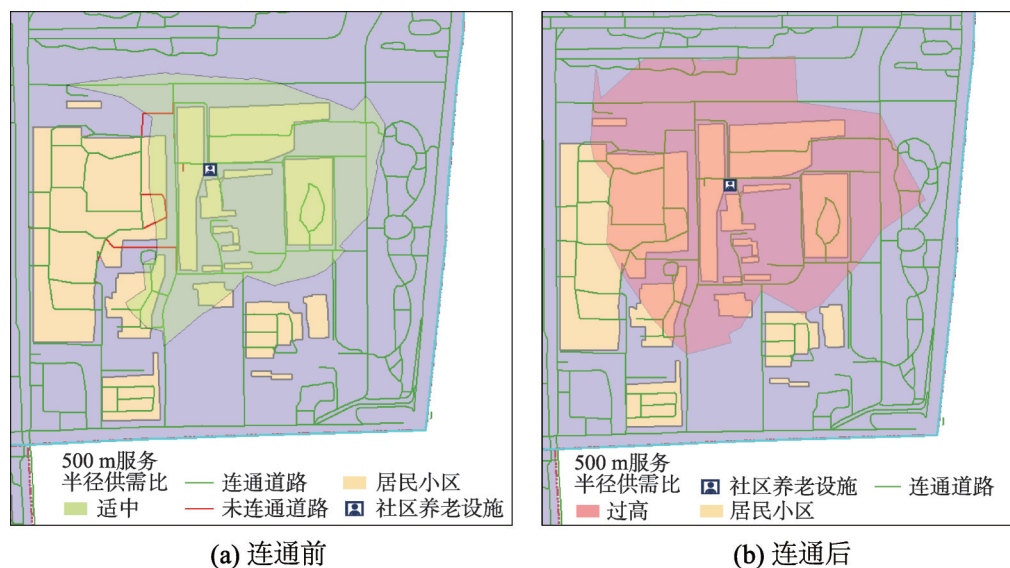 500 m服务
半径供需比
连通道路
居民小区
适中
未连通道路
社区养老设施
(a) 连通前
500 m服务
半径供需比
社区养老设施
连通道路
过高
居民小区
(b) 连通后